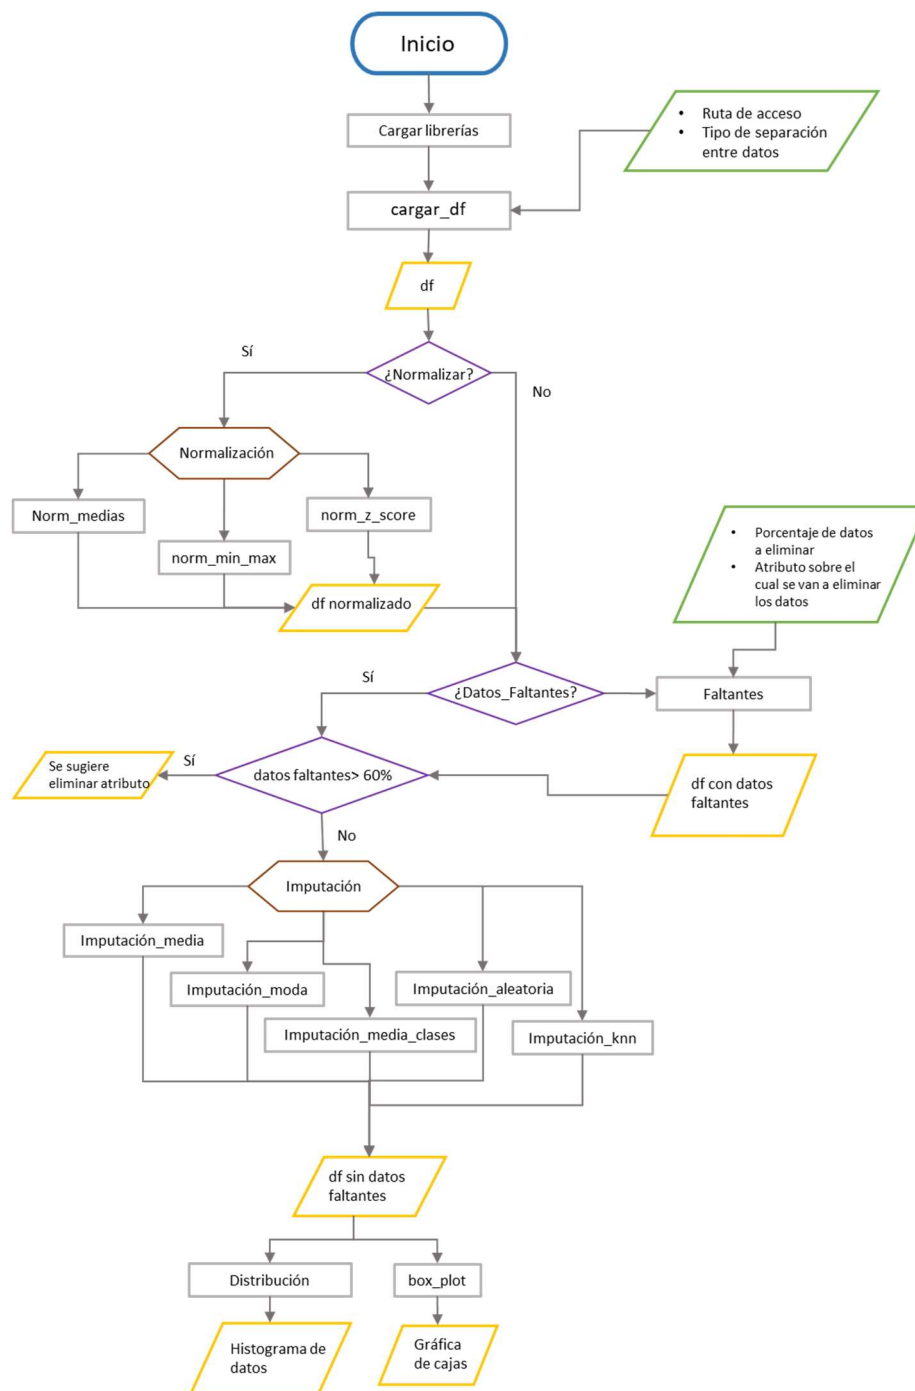 Inicio
Cargar librerías
• Ruta de acceso
• Tipo de separación
entre datos
cargar_df
df
¿Normalizar?
Sí
No
Normalización
Norm_medias
norm_z_score
norm_min_max
df normalizado
• Porcentaje de datos
a eliminar
• Atributo sobre el
cual se van a eliminar
los datos
¿Datos_Faltantes?
Sí
Faltantes
datos faltantes> 60%
Sí
Se sugiere
eliminar atributo
df con datos
faltantes
No
Imputación
Imputación_media
Imputación_moda
Imputación_aleatoria
Imputación_media_clases
Imputación_knn
df sin datos
faltantes
Distribución
box_plot
Histograma de
datos
Gráfica
de cajas